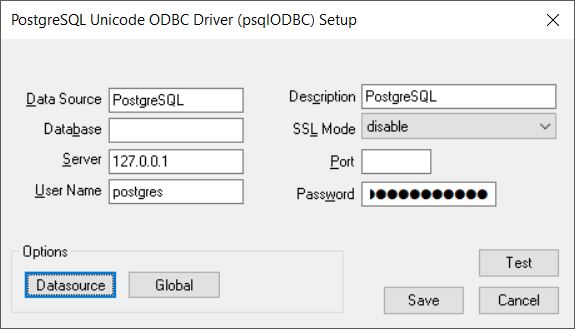 PostgreSQL Unicode ODBC Driver (psqlODBC) Setup
Data Source PostgreSQL Description PostgreSQL
Database SSL Mode disable
Server 127.0.0.1 Port
User Name postgres Password ●●●●●●●●●●●●
Options
Datasource Global Test
Save Cancel